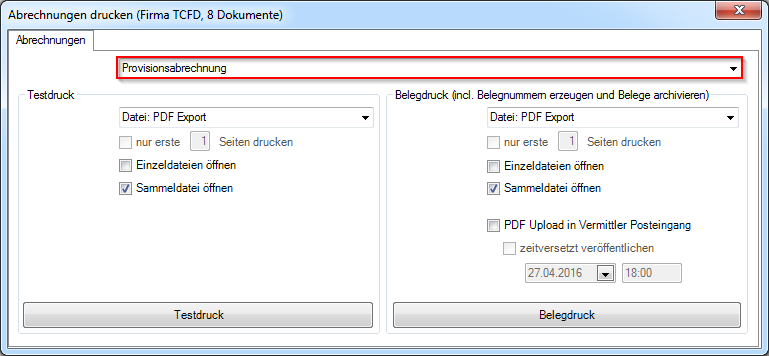 Abrechnungen drucken (Firma TCFD, 8 Dokumente)
Abrechnungen
Provisionsabrechnung
Testdruck
Datei: PDF Export
nur erste 1 Seiten drucken
Einzeldateien öffnen
Sammeldatei öffnen
Testdruck
Belegdruck (incl. Belegnummern erzeugen und Belege archivieren)
Datei: PDF Export
nur erste 1 Seiten drucken
Einzeldateien öffnen
Sammeldatei öffnen
PDF Upload in Vermittler Posteingang
zeitversetzt veröffentlichen
27.04.2016 18:00
Belegdruck